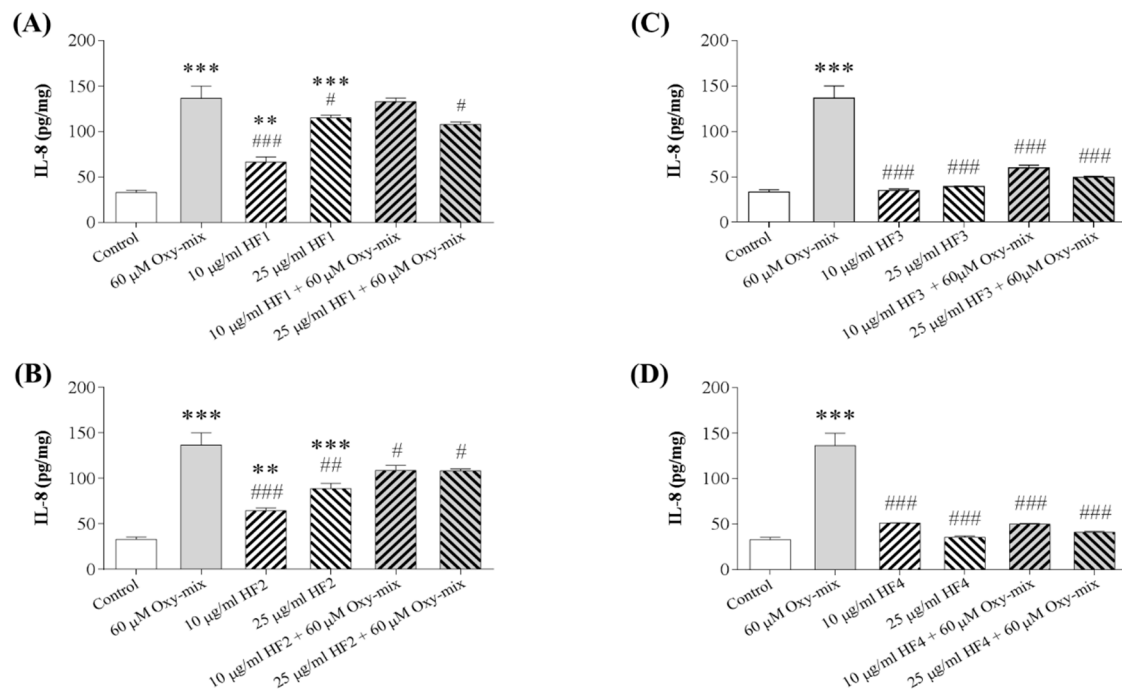 (A)
200
150
100
50
0
IL-8 (pg/mg)
***
**
###
***
#
#
Control
60 μM Oxy-mix
10 μg/ml HF1
25 μg/ml HF1
10 μg/ml HF1 + 60 μM Oxy-mix
25 μg/ml HF1 + 60 μM Oxy-mix
(B)
200
150
100
50
0
IL-8 (pg/mg)
***
**
###
***
##
#
#
Control
60 μM Oxy-mix
10 μg/ml HF2
25 μg/ml HF2
10 μg/ml HF2 + 60 μM Oxy-mix
25 μg/ml HF2 + 60 μM Oxy-mix
(C)
200
150
100
50
0
IL-8 (pg/mg)
***
###
###
###
###
Control
60 μM Oxy-mix
10 μg/ml HF3
25 μg/ml HF3
10 μg/ml HF3 + 60μM Oxy-mix
25 μg/ml HF3 + 60μM Oxy-mix
(D)
200
150
100
50
0
IL-8 (pg/mg)
***
###
###
###
###
Control
60 μM Oxy-mix
10 μg/ml HF4
25 μg/ml HF4
10 μg/ml HF4 + 60 μM Oxy-mix
25 μg/ml HF4 + 60 μM Oxy-mix